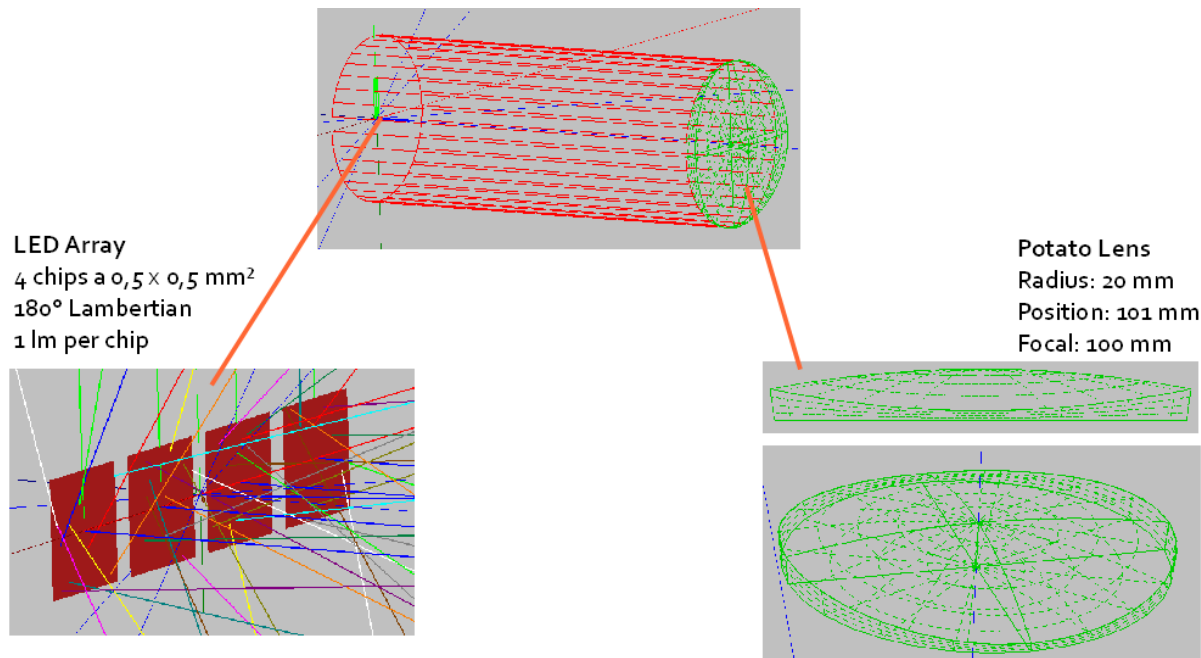 LED Array
4 chips a 0,5 x 0,5 mm²
180° Lambertian
1 lm per chip
Potato Lens
Radius: 20 mm
Position: 101 mm
Focal: 100 mm